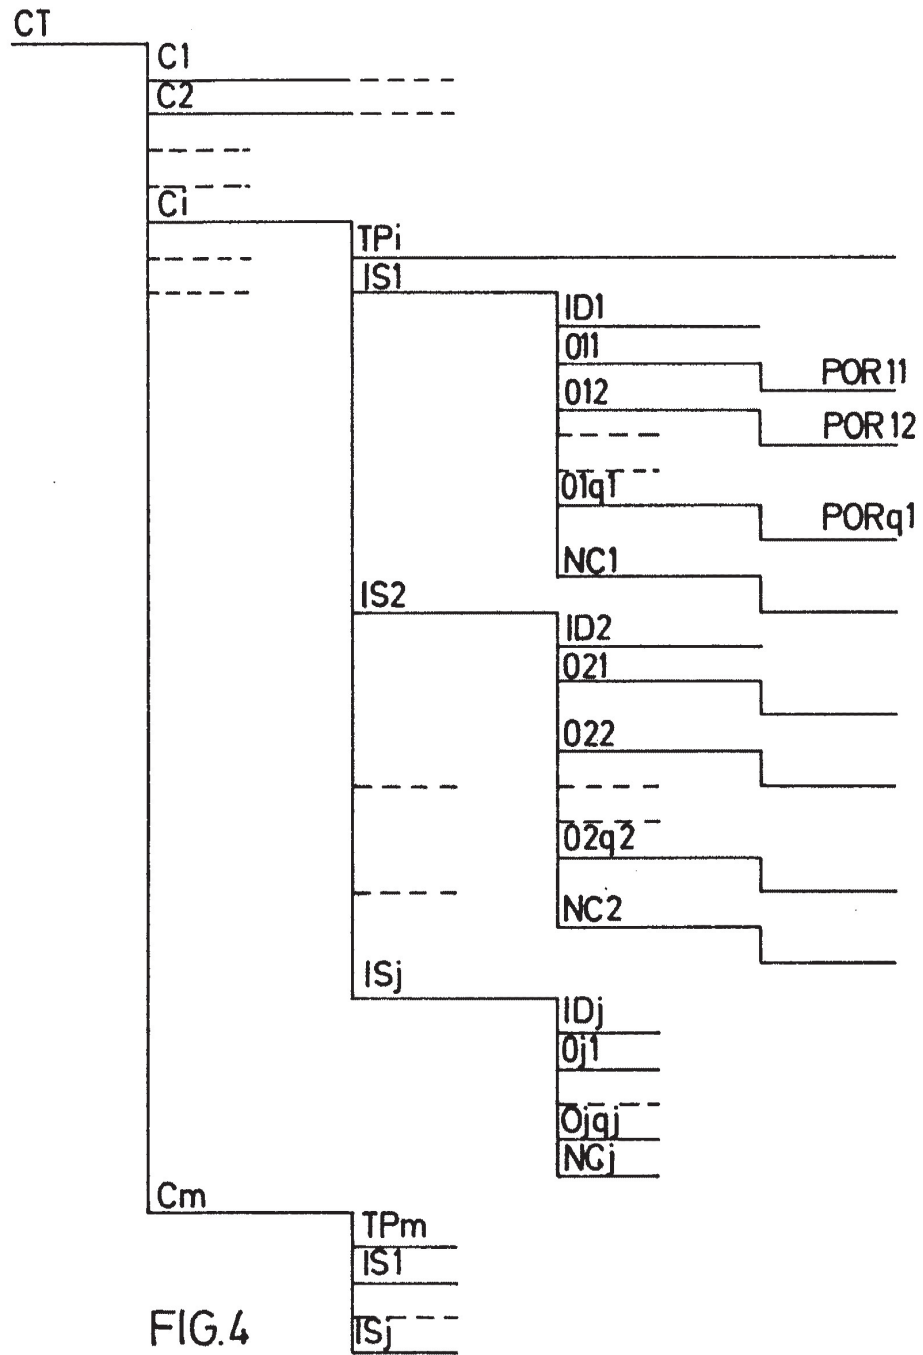 CT
C1
C2
Ci
TPi
IS1
ID1
011
POR11
012
POR12
01q1
PORq1
NC1
IS2
ID2
021
022
02q2
NC2
ISj
IDj
0j1
0jqj
NCj
Cm
TPm
IS1
ISj
FIG.4